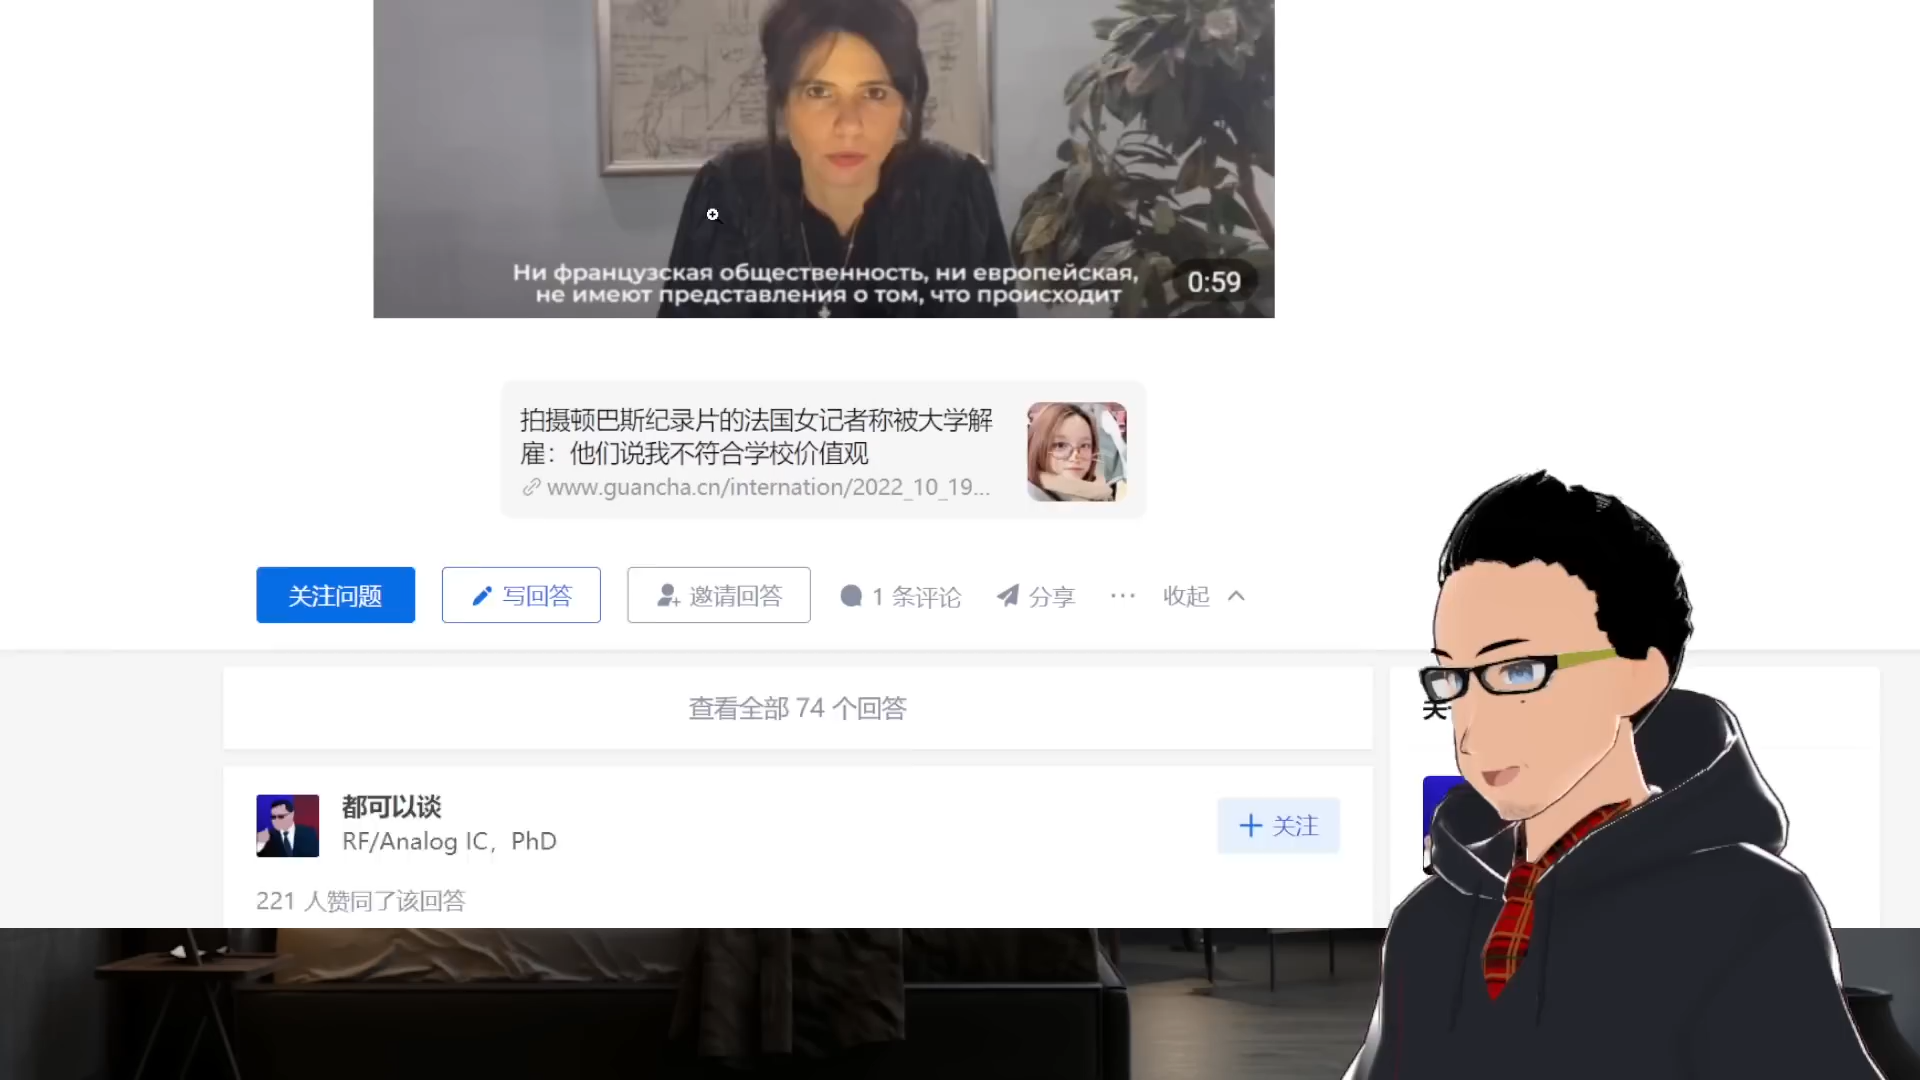 Ни французская общественность, ни европейская,
не имеют представления о том, что происходит
0:59
拍摄顿巴斯纪录片的法国女记者称被大学解
雇：他们说我不符合学校价值观
www.guancha.cn/internation/2022_10_19...
关注问题
写回答
邀请回答
1 条评论
分享
···
收起
查看全部 74 个回答
都可以谈
RF/Analog IC，PhD
关注
221 人赞同了该回答